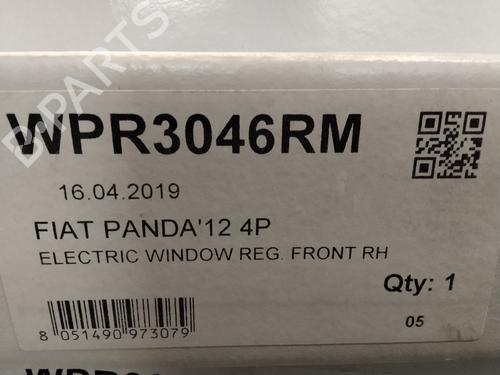 WPR3046RM
16.04.2019
FIAT PANDA'12 4P
ELECTRIC WINDOW REG. FRONT RH
Qty: 1
8 051490 973079
05
B-PARTS